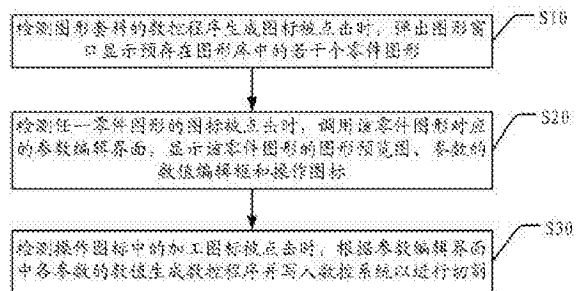 S10
检测图形套料的数控程序生成图标被点击时，弹出图形窗
口显示预存在图形库中的若干个零件图形
S20
检测任一零件图形的图标被点击时，调用该零件图形对应
的参数编辑界面，显示该零件图形的图形预览图、参数的
数值编辑框和操作图标
S30
检测操作图标中的加工图标被点击时，根据参数编辑界面
中各参数的数值生成数控程序并写入数控系统以进行切割